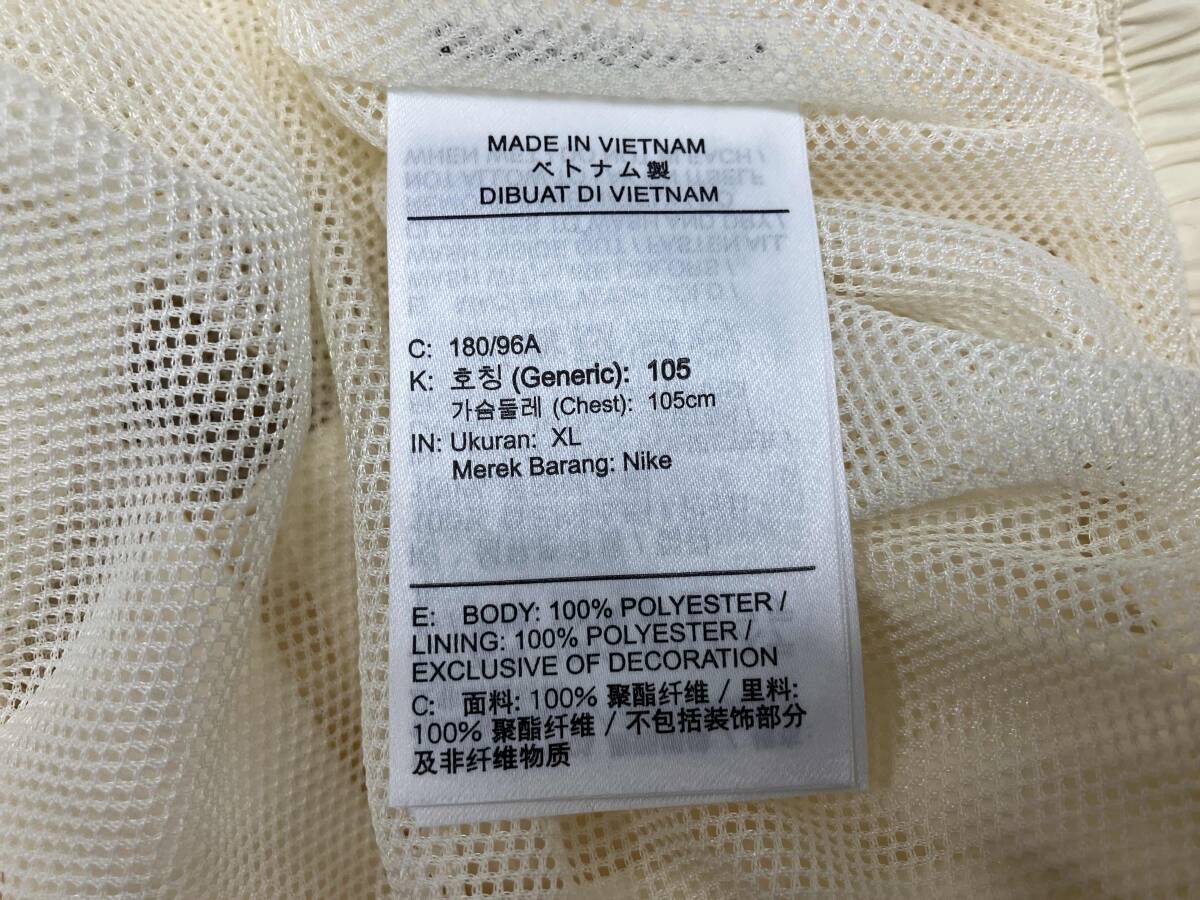 MADE IN VIETNAM
ベトナム製
DIBUAT DI VIETNAM
C: 180/96A
K: 호칭 (Generic): 105
가슴둘레 (Chest): 105cm
IN: Ukuran: XL
Merek Barang: Nike
E: BODY: 100% POLYESTER /
LINING: 100% POLYESTER /
EXCLUSIVE OF DECORATION
C: 面料: 100% 聚酯纤维 / 里料:
100% 聚酯纤维 / 不包括装饰部分
及非纤维物质